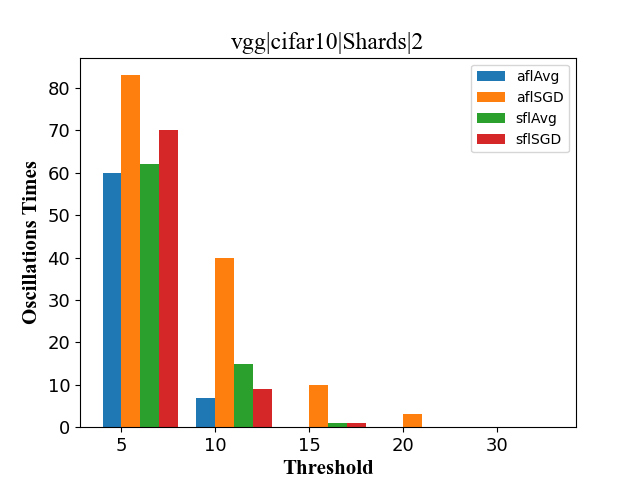 vgg|cifar10|Shards|2
aflAvg
aflSGD
sflAvg
sflSGD
Oscillations Times
80
70
60
50
40
30
20
10
0
5 10 15 20 30
Threshold